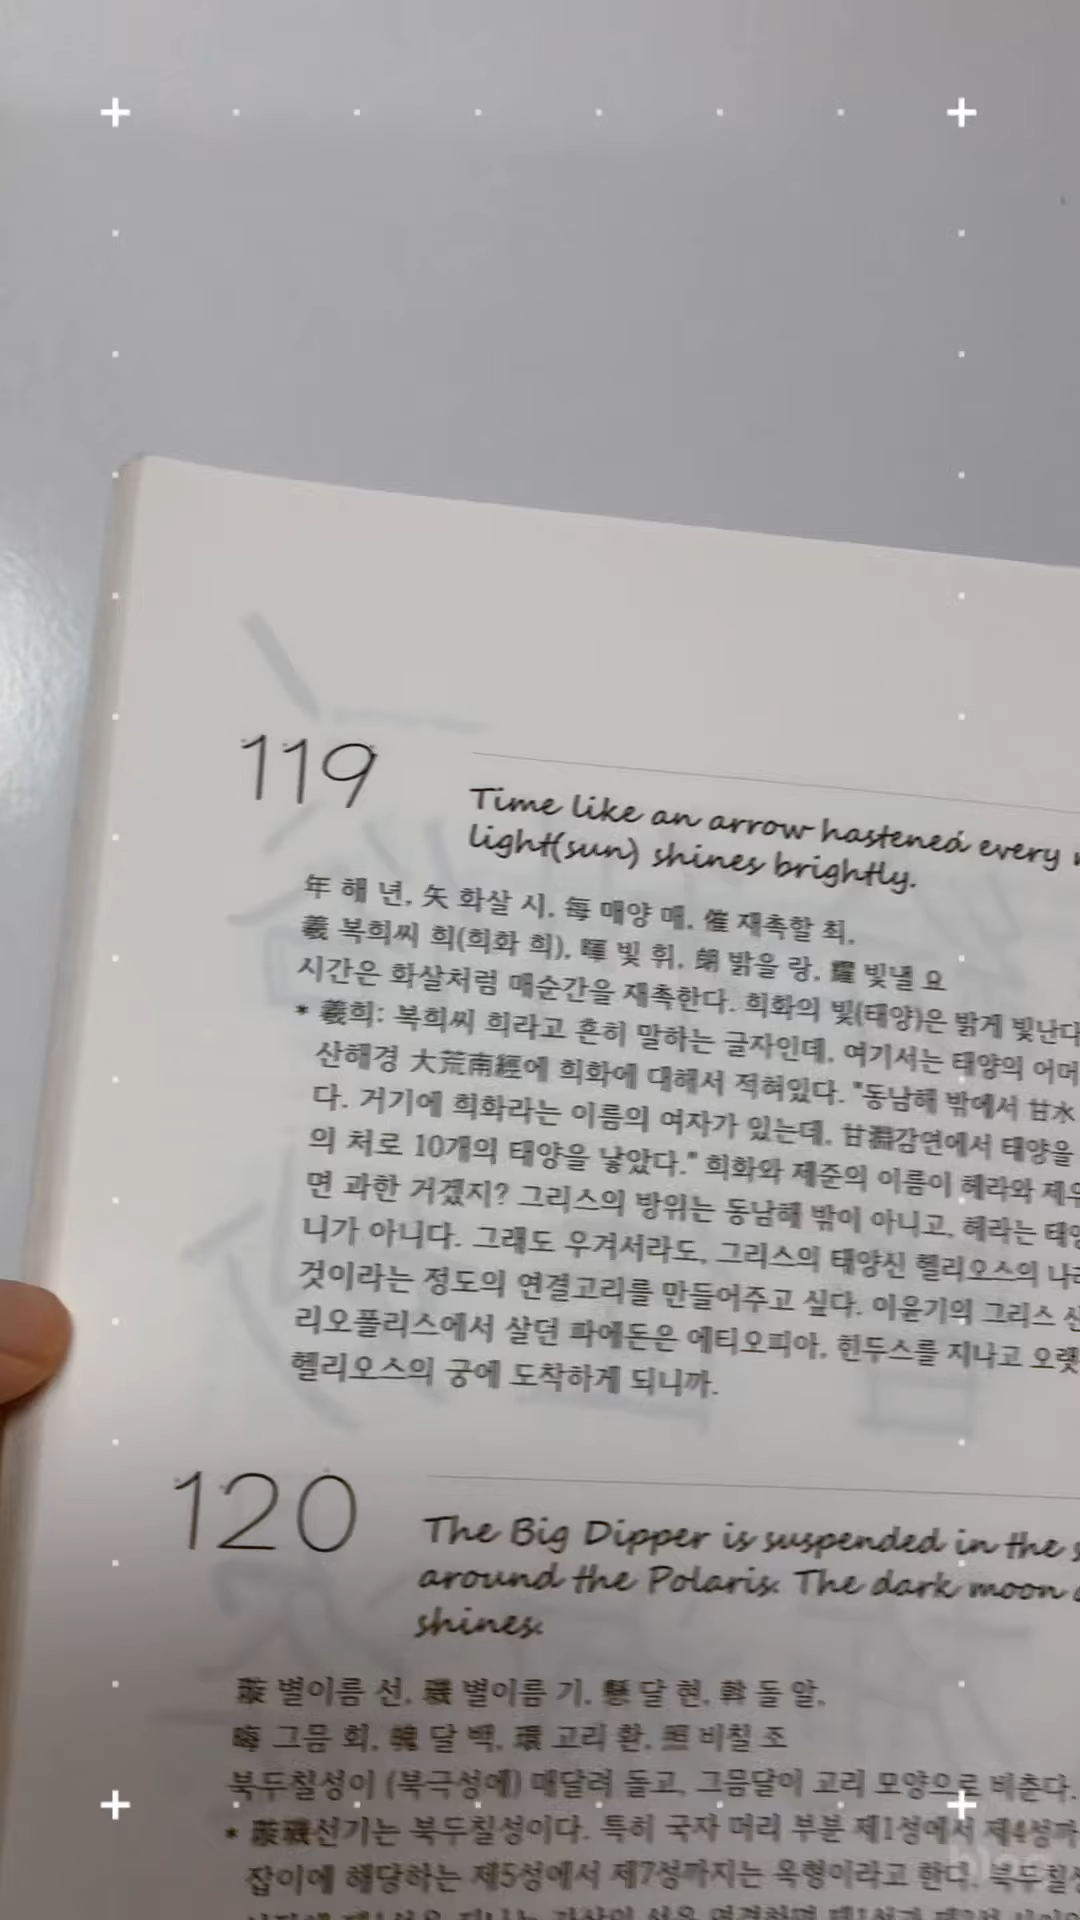 119
Time like an arrow hastened every
light(sun) shines brightly.
年 해 년, 矢 화살 시, 每 매양 매, 催 재촉할 최,
羲 복희씨 희(희화 희), 暉 빛 휘, 朗 밝을 랑, 耀 빛낼 요
시간은 화살처럼 매순간을 재촉한다. 희화의 빛(태양)은 밝게 빛난다
* 羲희: 복희씨 희라고 흔히 말하는 글자인데, 여기서는 태양의 어머
산해경 大荒南經에 희화에 대해서 적혀있다. "동남해 밖에서 甘水
다. 거기에 희화라는 이름의 여자가 있는데, 甘淵감연에서 태양을
의 처로 10개의 태양을 낳았다." 희화와 제준의 이름이 헤라와 제우
면 과한 거겠지? 그리스의 방위는 동남해 밖이 아니고, 헤라는 태양
니가 아니다. 그래도 우겨서라도, 그리스의 태양신 헬리오스의 나라
것이라는 정도의 연결고리를 만들어주고 싶다. 이윤기의 그리스 신
리오폴리스에서 살던 파에돈은 에티오피아, 힌두스를 지나고 오랫
헬리오스의 궁에 도착하게 되니까.
120
The Big Dipper is suspended in the
around the Polaris. The dark moon
shines.
璇 별이름 선, 璣 별이름 기, 懸 달 현, 斡 돌 알,
晦 그믐 회, 魄 달 백, 環 고리 환, 照 비칠 조
북두칠성이 (북극성에) 매달려 돌고, 그믐달이 고리 모양으로 비춘다.
* 璇璣선기는 북두칠성이다. 특히 국자 머리 부분 제1성에서 제4성까
잡이에 해당하는 제5성에서 제7성까지는 옥형이라고 한다. 북두칠성